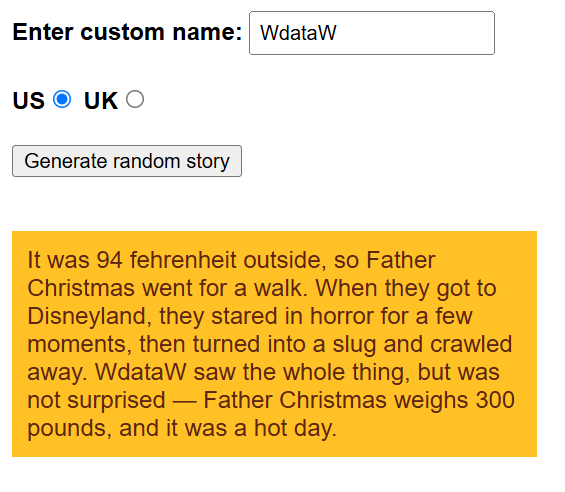 Enter custom name: WdataW
US UK
Generate random story
It was 94 fehrenheit outside, so Father
Christmas went for a walk. When they got to
Disneyland, they stared in horror for a few
moments, then turned into a slug and crawled
away. WdataW saw the whole thing, but was
not surprised — Father Christmas weighs 300
pounds, and it was a hot day.